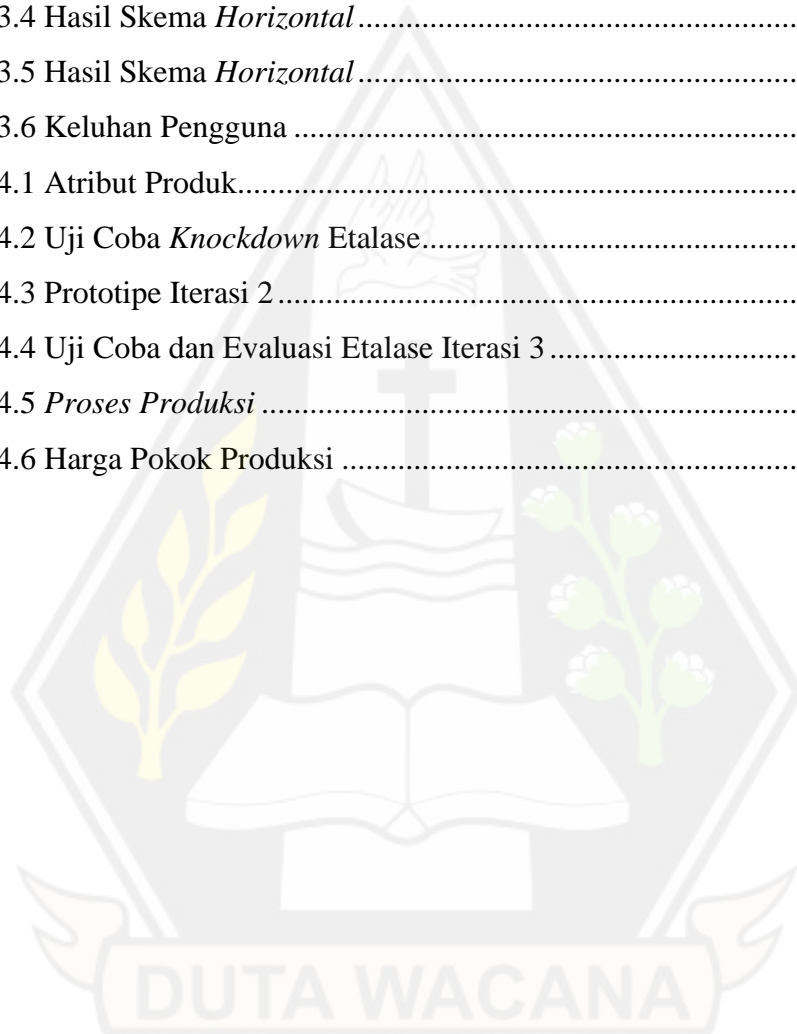 3.4 Hasil Skema Horizontal................................................................
3.5 Hasil Skema Horizontal................................................................
3.6 Keluhan Pengguna ........................................................................
4.1 Atribut Produk................................................................................
4.2 Uji Coba Knockdown Etalase......................................................
4.3 Prototipe Iterasi 2..........................................................................
4.4 Uji Coba dan Evaluasi Etalase Iterasi 3.....................................
4.5 Proses Produksi .............................................................................
4.6 Harga Pokok Produksi ..................................................................
DUTA WACANA